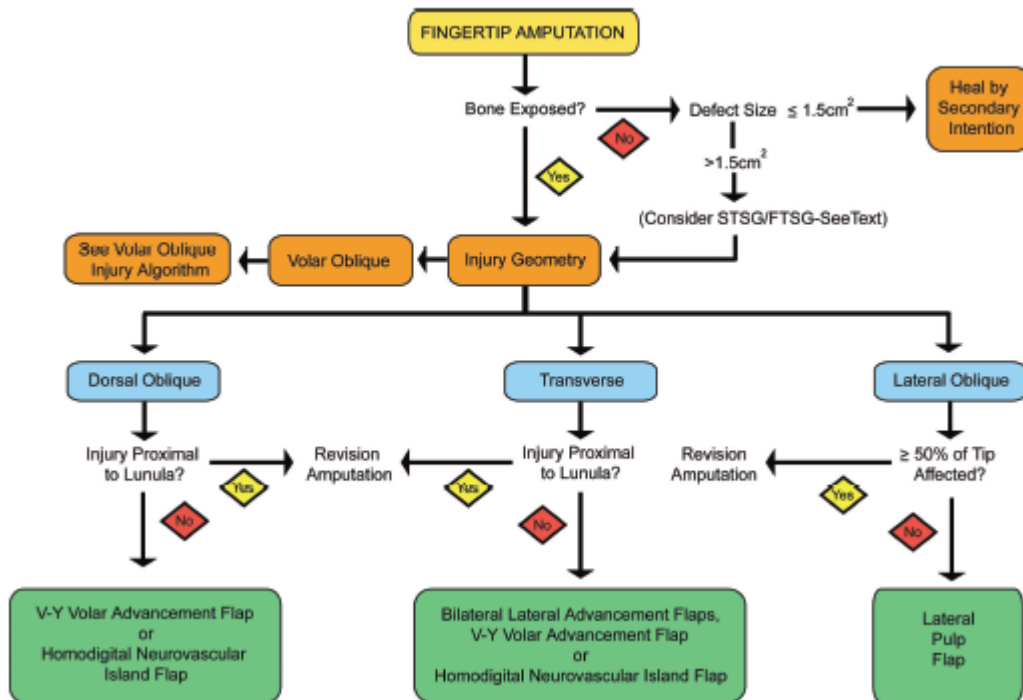 FINGERTIP AMPUTATION
Bone Exposed?
No
Defect Size ≤ 1.5cm²
Heal by
Secondary
Intention
>1.5cm²
Yes
(Consider STSG/FTSG-SeeText)
See Volar Oblique
Injury Algorithm
Volar Oblique
Injury Geometry
Dorsal Oblique
Transverse
Lateral Oblique
Injury Proximal
to Lunula?
Yes
Revision
Amputation
Yes
Injury Proximal
to Lunula?
Revision
Amputation
≥ 50% of Tip
Affected?
Yes
No
No
No
V-Y Volar Advancement Flap
or
Homodigital Neurovascular
Island Flap
Bilateral Lateral Advancement Flaps,
V-Y Volar Advancement Flap
or
Homodigital Neurovascular Island Flap
Lateral
Pulp
Flap